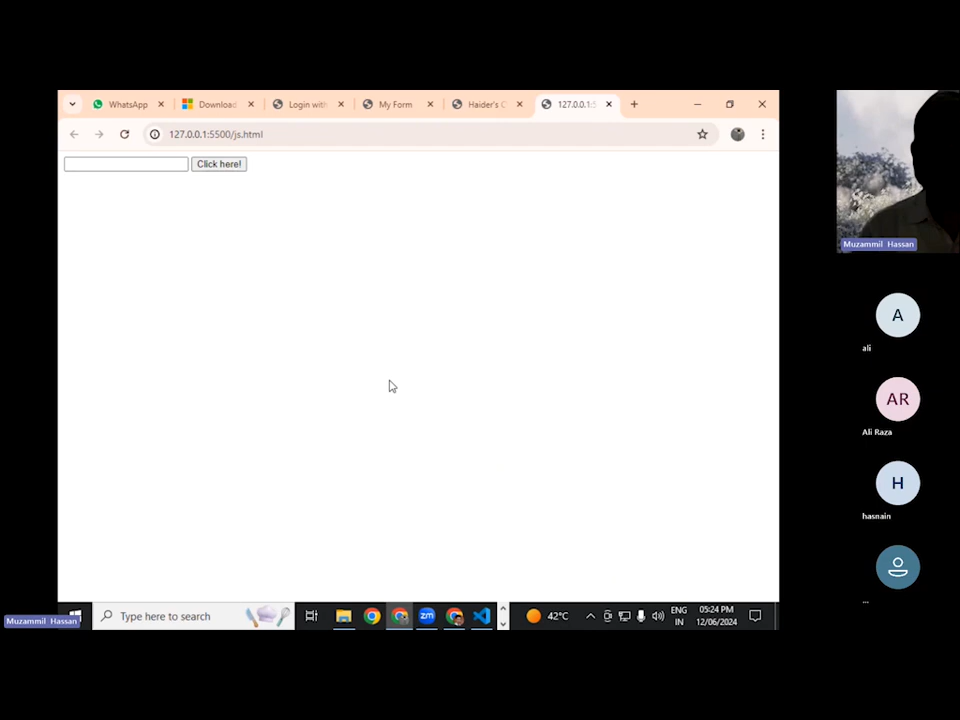 WhatsApp
Download
Login with
My Form
Haider's C
127.0.0.1:5
127.0.0.1:5500/js.html
Click here!
Muzammil Hassan
A
ali
AR
Ali Raza
H
hasnain
...
Muzammil Hassan
Type here to search
zm
42°C
ENG
IN
05:24 PM
12/06/2024